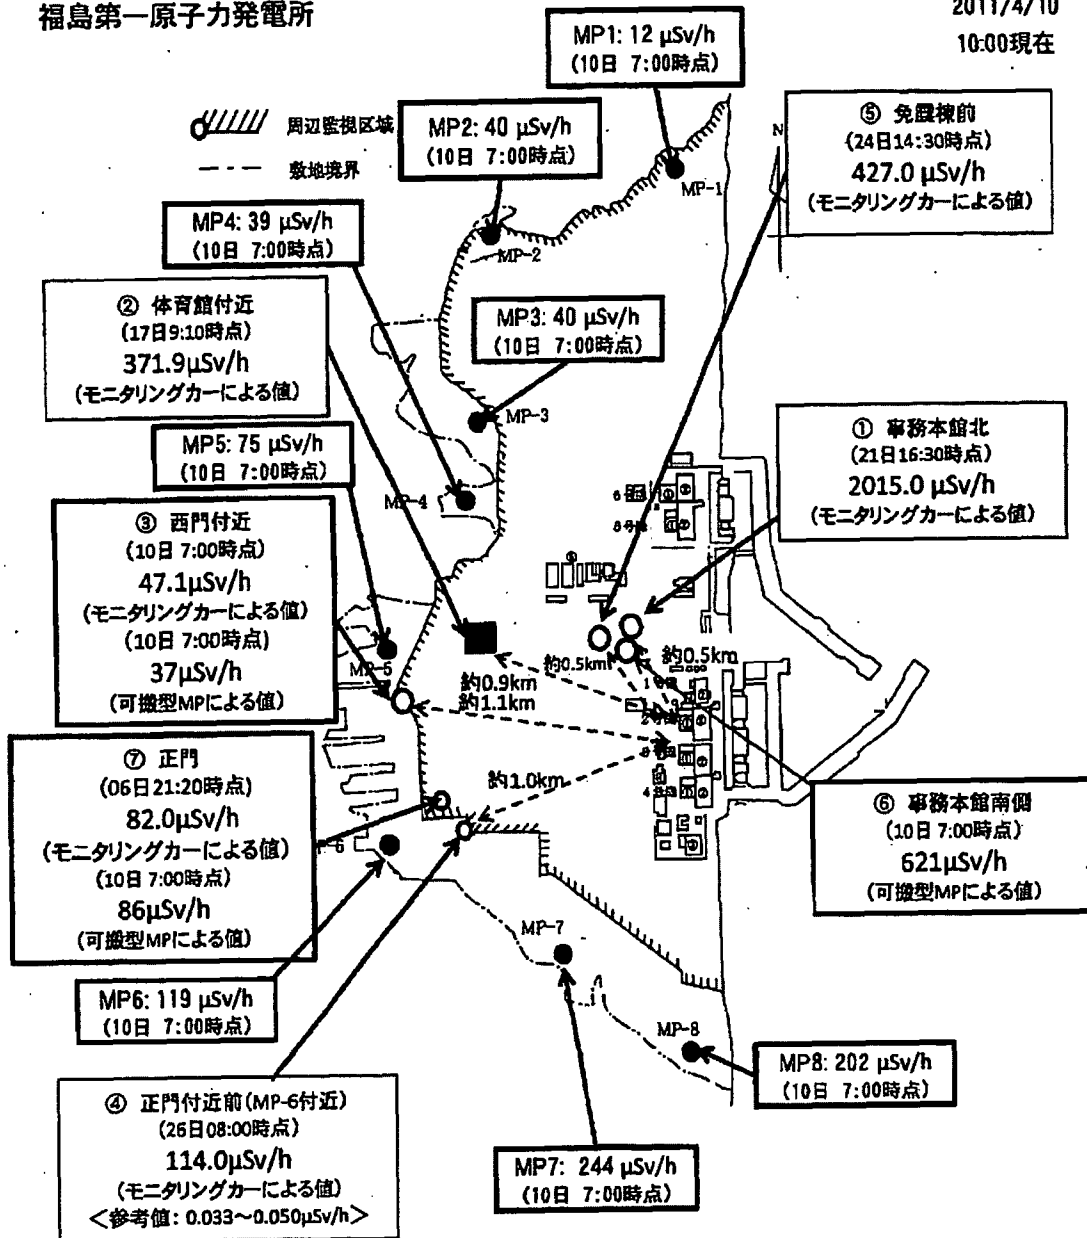 福島第一原子力発電所
2011/4/10
10:00現在
MP1: 12 μSv/h
(10日 7:00時点)
周辺監視区域
敷地境界
MP2: 40 μSv/h
(10日 7:00時点)
N
⑤ 免震棟前
(24日14:30時点)
427.0 μSv/h
(モニタリングカーによる値)
MP-1
MP4: 39 μSv/h
(10日 7:00時点)
MP-2
② 体育館付近
(17日9:10時点)
371.9μSv/h
(モニタリングカーによる値)
MP3: 40 μSv/h
(10日 7:00時点)
MP-3
① 事務本館北
(21日16:30時点)
2015.0 μSv/h
(モニタリングカーによる値)
MP5: 75 μSv/h
(10日 7:00時点)
MP-4
③ 西門付近
(10日 7:00時点)
47.1μSv/h
(モニタリングカーによる値)
(10日 7:00時点)
37μSv/h
(可搬型MPによる値)
MP-5
約0.5km
約0.5km
約0.9km
約1.1km
約1.0km
⑦ 正門
(06日21:20時点)
82.0μSv/h
(モニタリングカーによる値)
(10日 7:00時点)
86μSv/h
(可搬型MPによる値)
⑥ 事務本館南側
(10日 7:00時点)
621μSv/h
(可搬型MPによる値)
MP-7
MP6: 119 μSv/h
(10日 7:00時点)
MP-8
MP8: 202 μSv/h
(10日 7:00時点)
④ 正門付近前(MP-6付近)
(26日08:00時点)
114.0μSv/h
(モニタリングカーによる値)
＜参考値: 0.033～0.050μSv/h＞
MP7: 244 μSv/h
(10日 7:00時点)